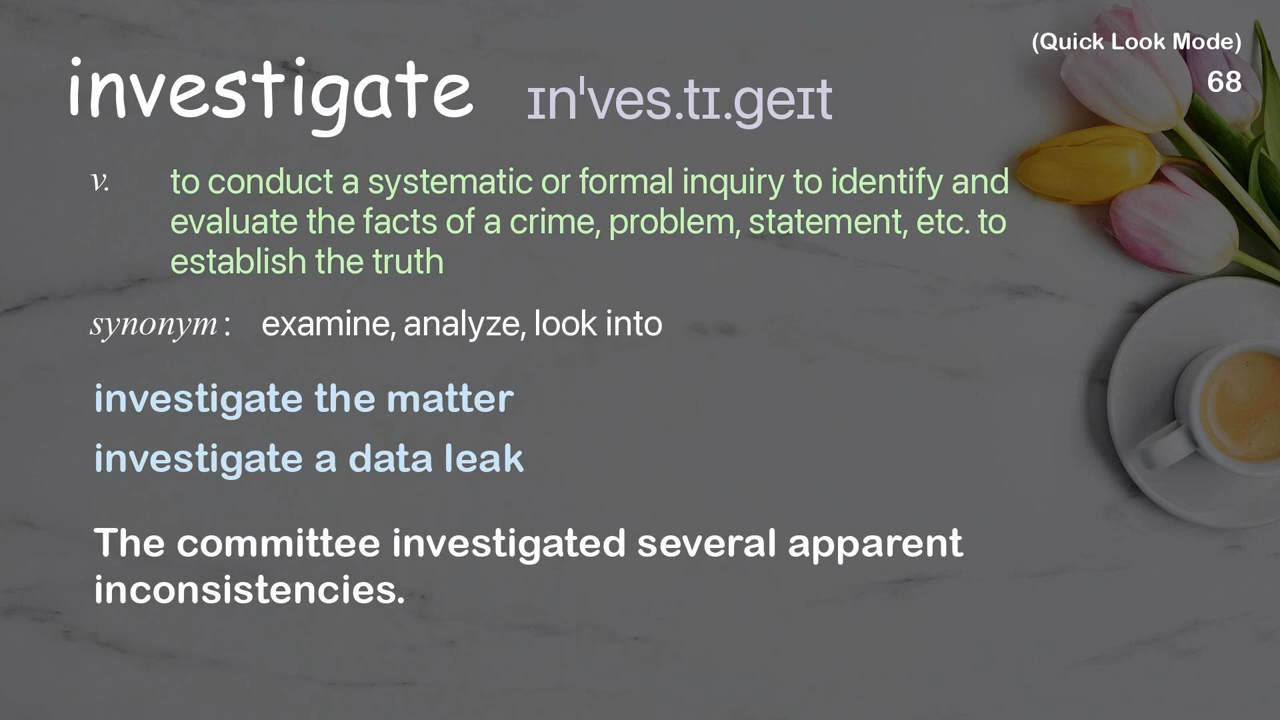 (Quick Look Mode)
68
investigate ɪnˈves.tɪ.geɪt
v. to conduct a systematic or formal inquiry to identify and
evaluate the facts of a crime, problem, statement, etc. to
establish the truth
synonym: examine, analyze, look into
investigate the matter
investigate a data leak
The committee investigated several apparent
inconsistencies.